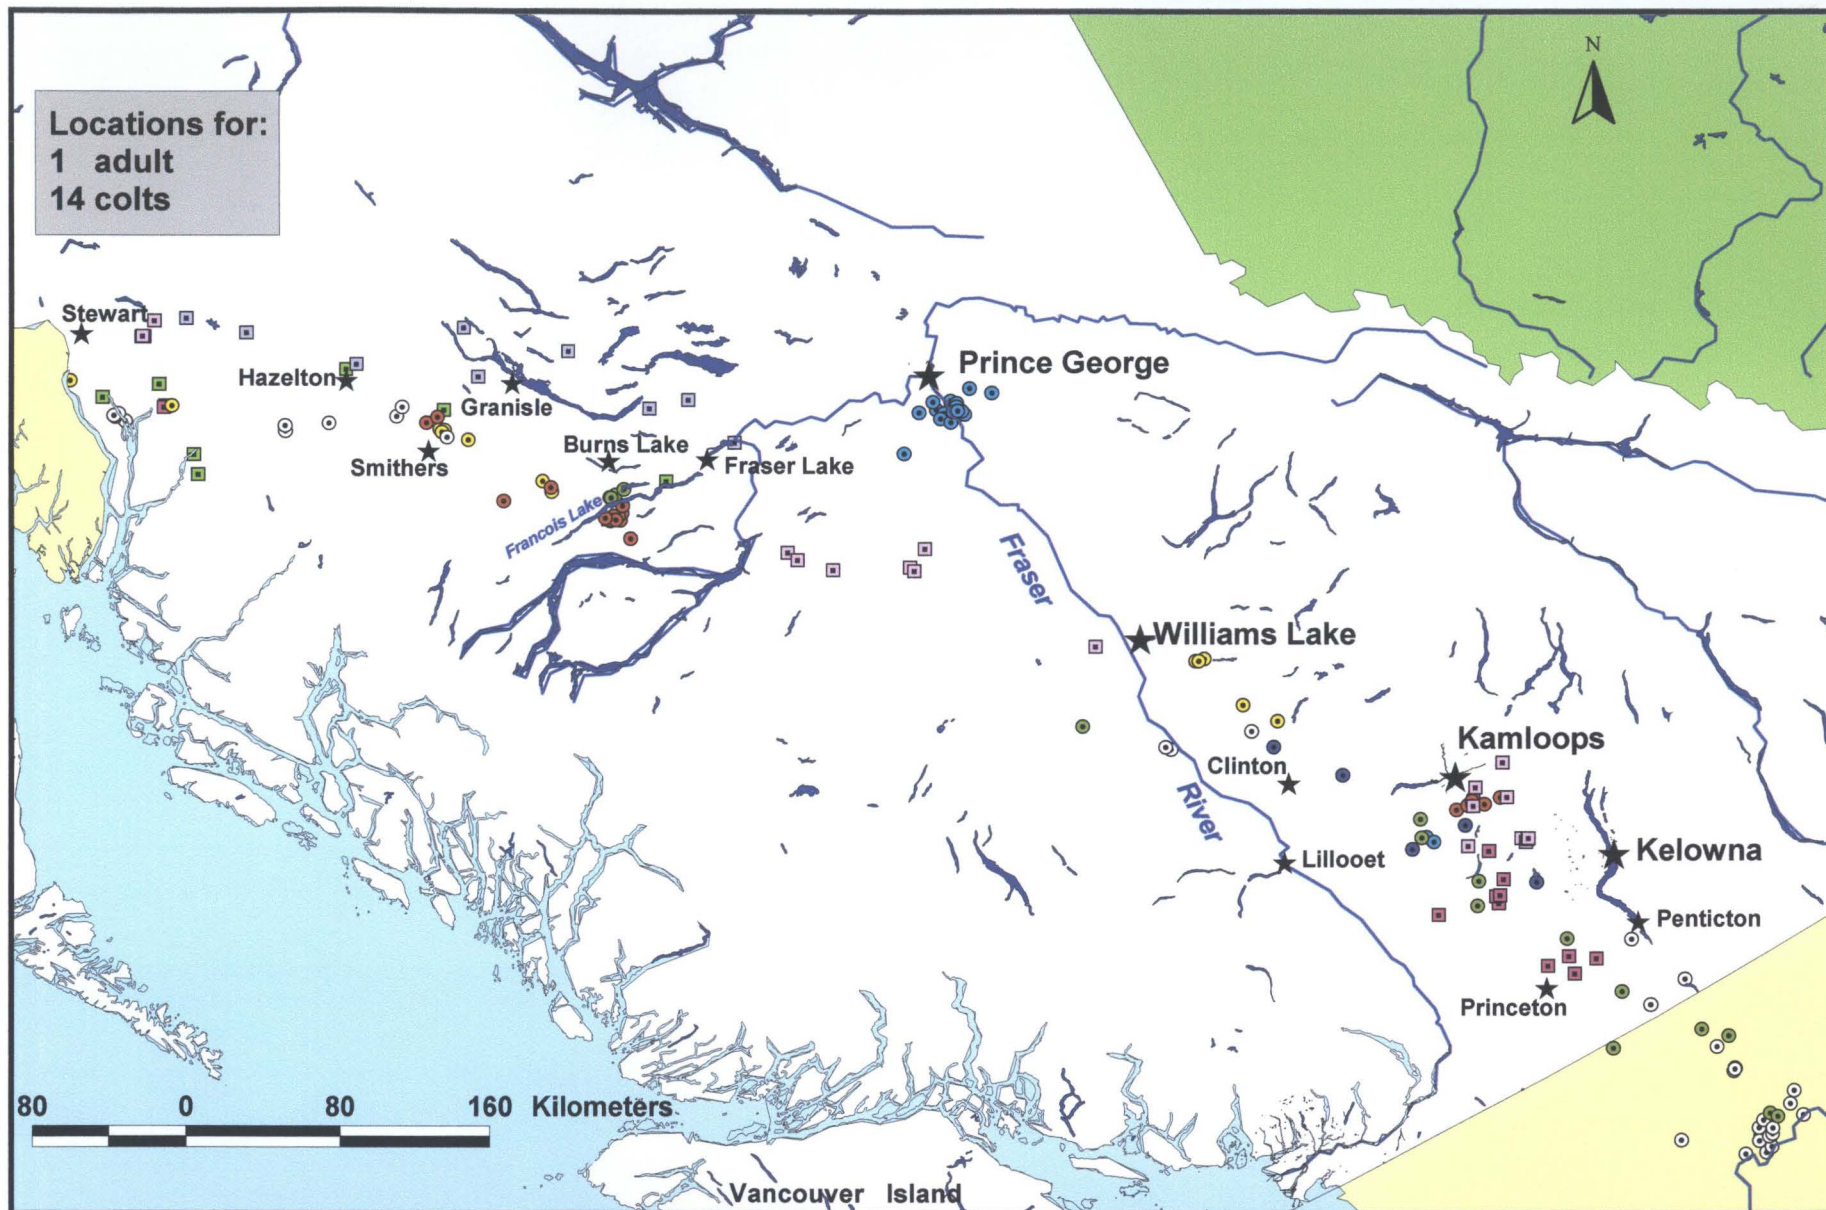 Locations for:
1 adult
14 colts
N
Stewart
Hazelton
Granisle
Prince George
Smithers
Burns Lake
Fraser Lake
Francois Lake
Fraser
River
Williams Lake
Clinton
Kamloops
Lillooet
Kelowna
Penticton
Princeton
80 0 80 160 Kilometers
Vancouver Island